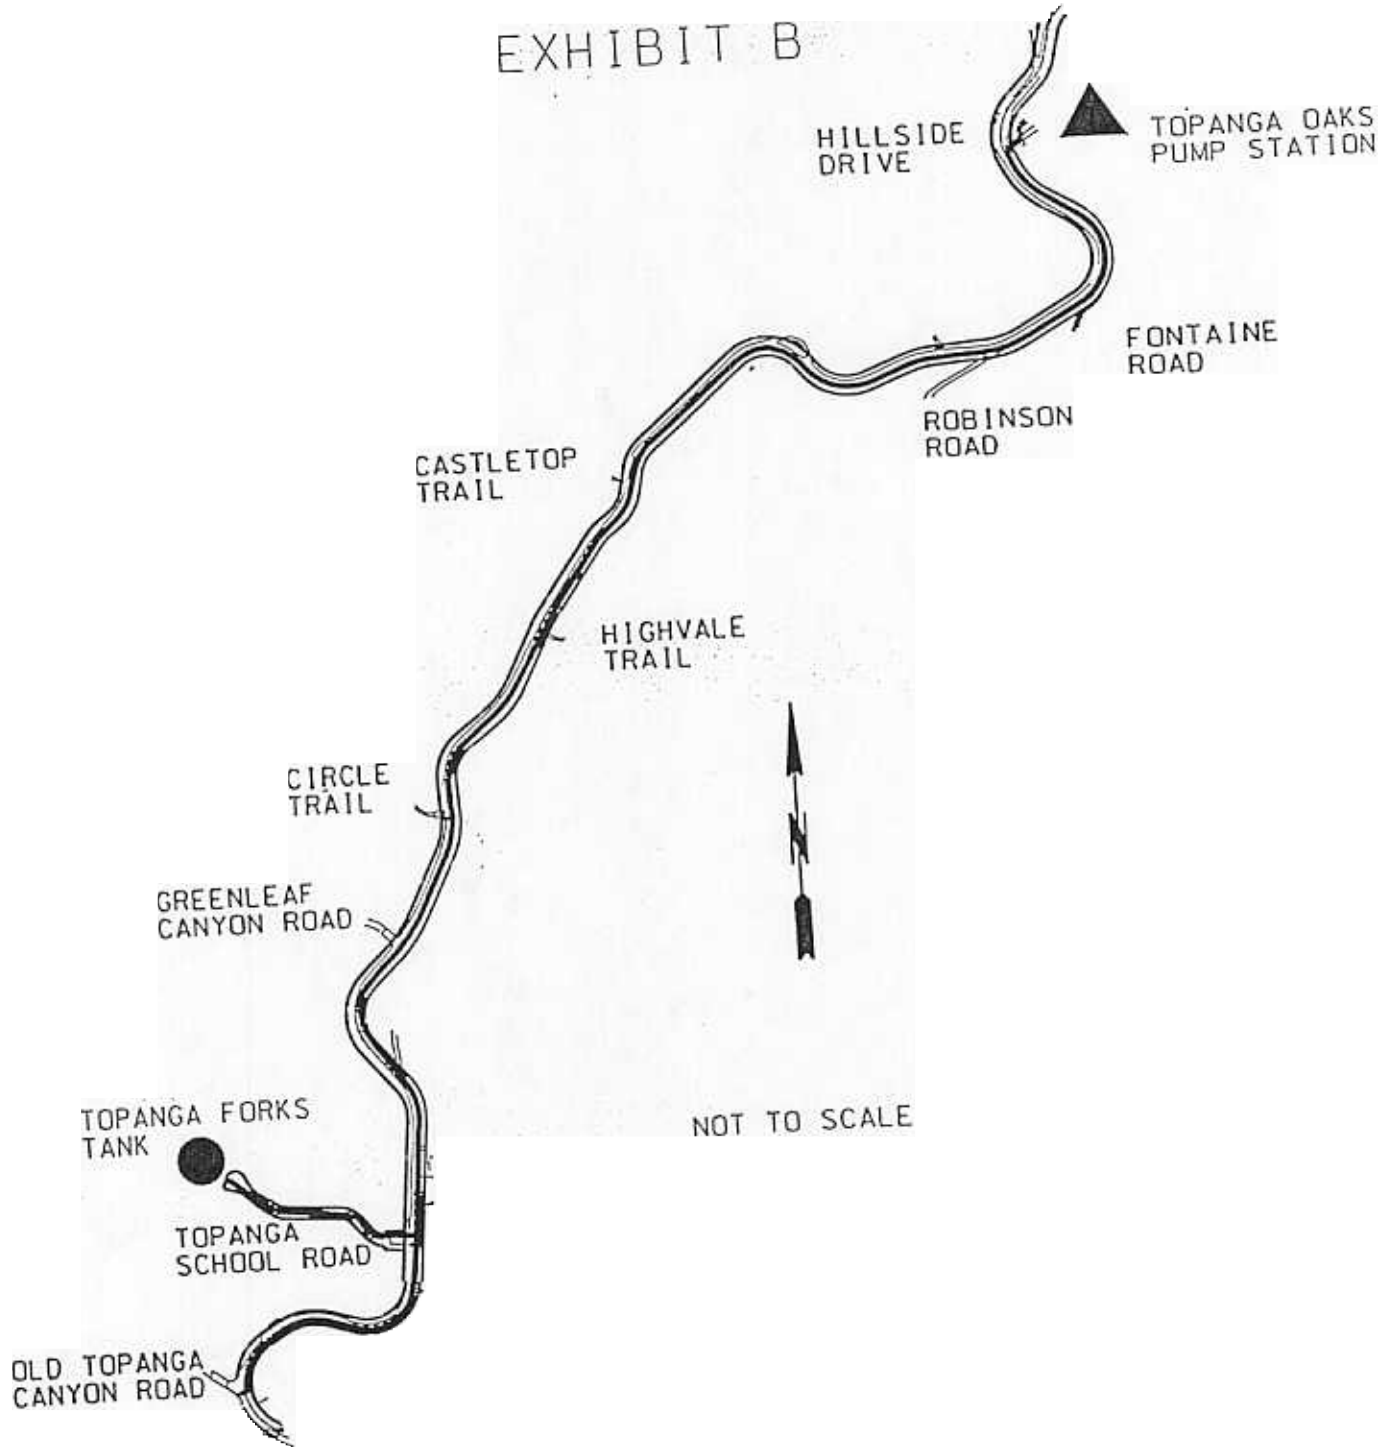 EXHIBIT B
HILLSIDE
DRIVE
TOPANGA OAKS
PUMP STATION
FONTAINE
ROAD
ROBINSON
ROAD
CASTLETOP
TRAIL
HIGHVALE
TRAIL
CIRCLE
TRAIL
N
GREENLEAF
CANYON ROAD
NOT TO SCALE
TOPANGA FORKS
TANK
TOPANGA
SCHOOL ROAD
OLD TOPANGA
CANYON ROAD